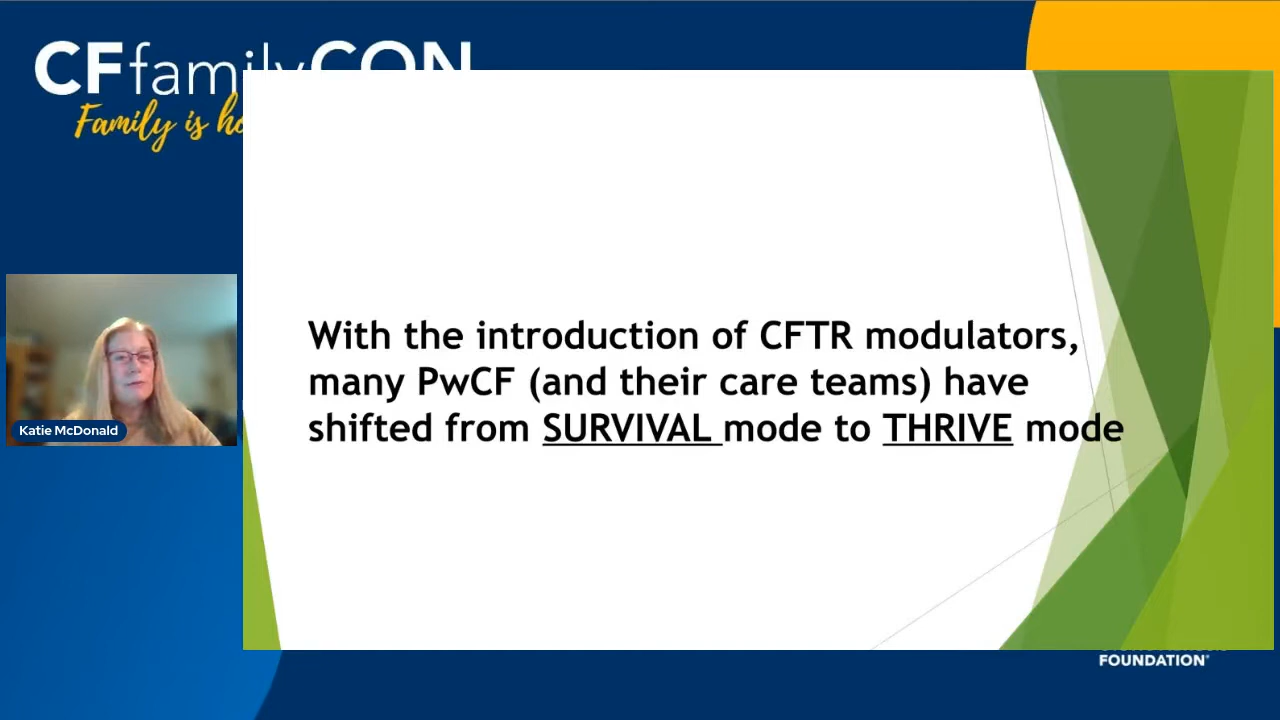 CFfamilyCON
Family is
Katie McDonald
With the introduction of CFTR modulators,
many PwCF (and their care teams) have
shifted from SURVIVAL mode to THRIVE mode
FOUNDATION